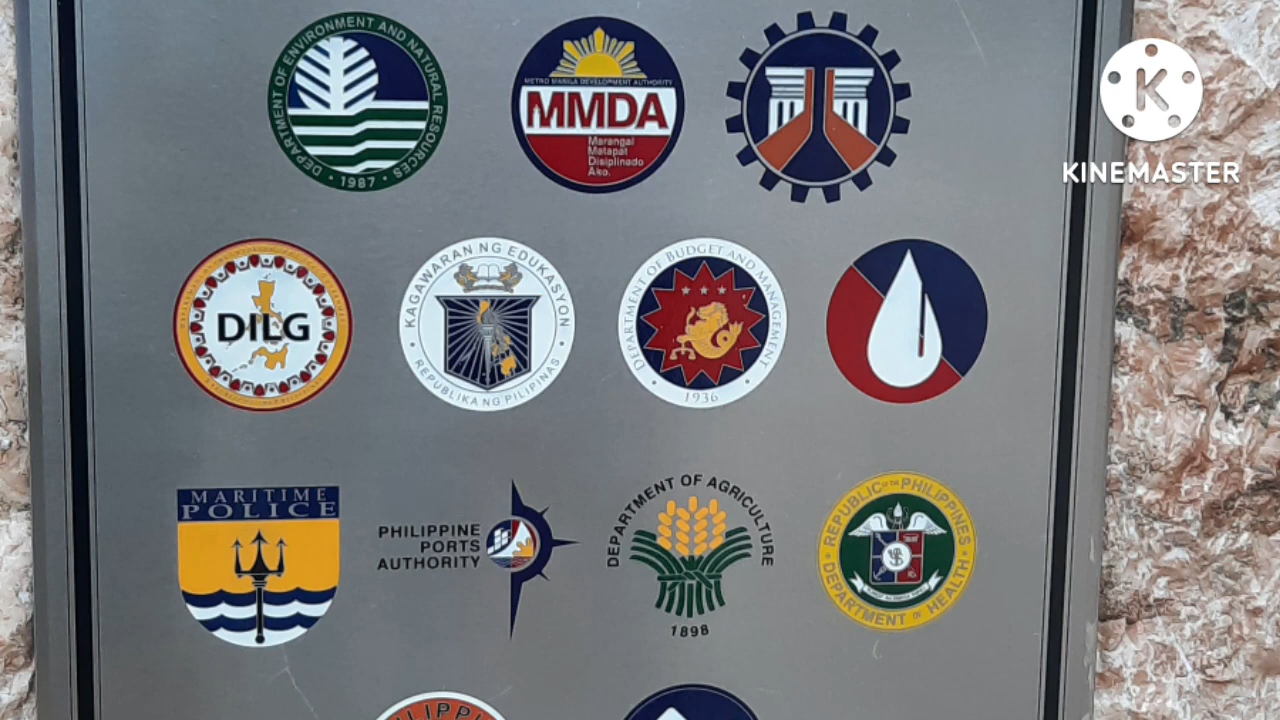 DEPARTMENT OF ENVIRONMENT AND NATURAL RESOURCES
• 1987 •
METRO MANILA DEVELOPMENT AUTHORITY
MMDA
Marangal
Matapat
Disiplinado
Ako.
K
KINEMASTER
DILG
KAGAWARAN NG EDUKASYON
REPUBLIKA NG PILIPINAS
DEPARTMENT OF BUDGET AND MANAGEMENT
1936
MARITIME
POLICE
PHILIPPINE
PORTS
AUTHORITY
DEPARTMENT OF AGRICULTURE
1898
REPUBLIC OF THE PHILIPPINES
DEPARTMENT OF HEALTH